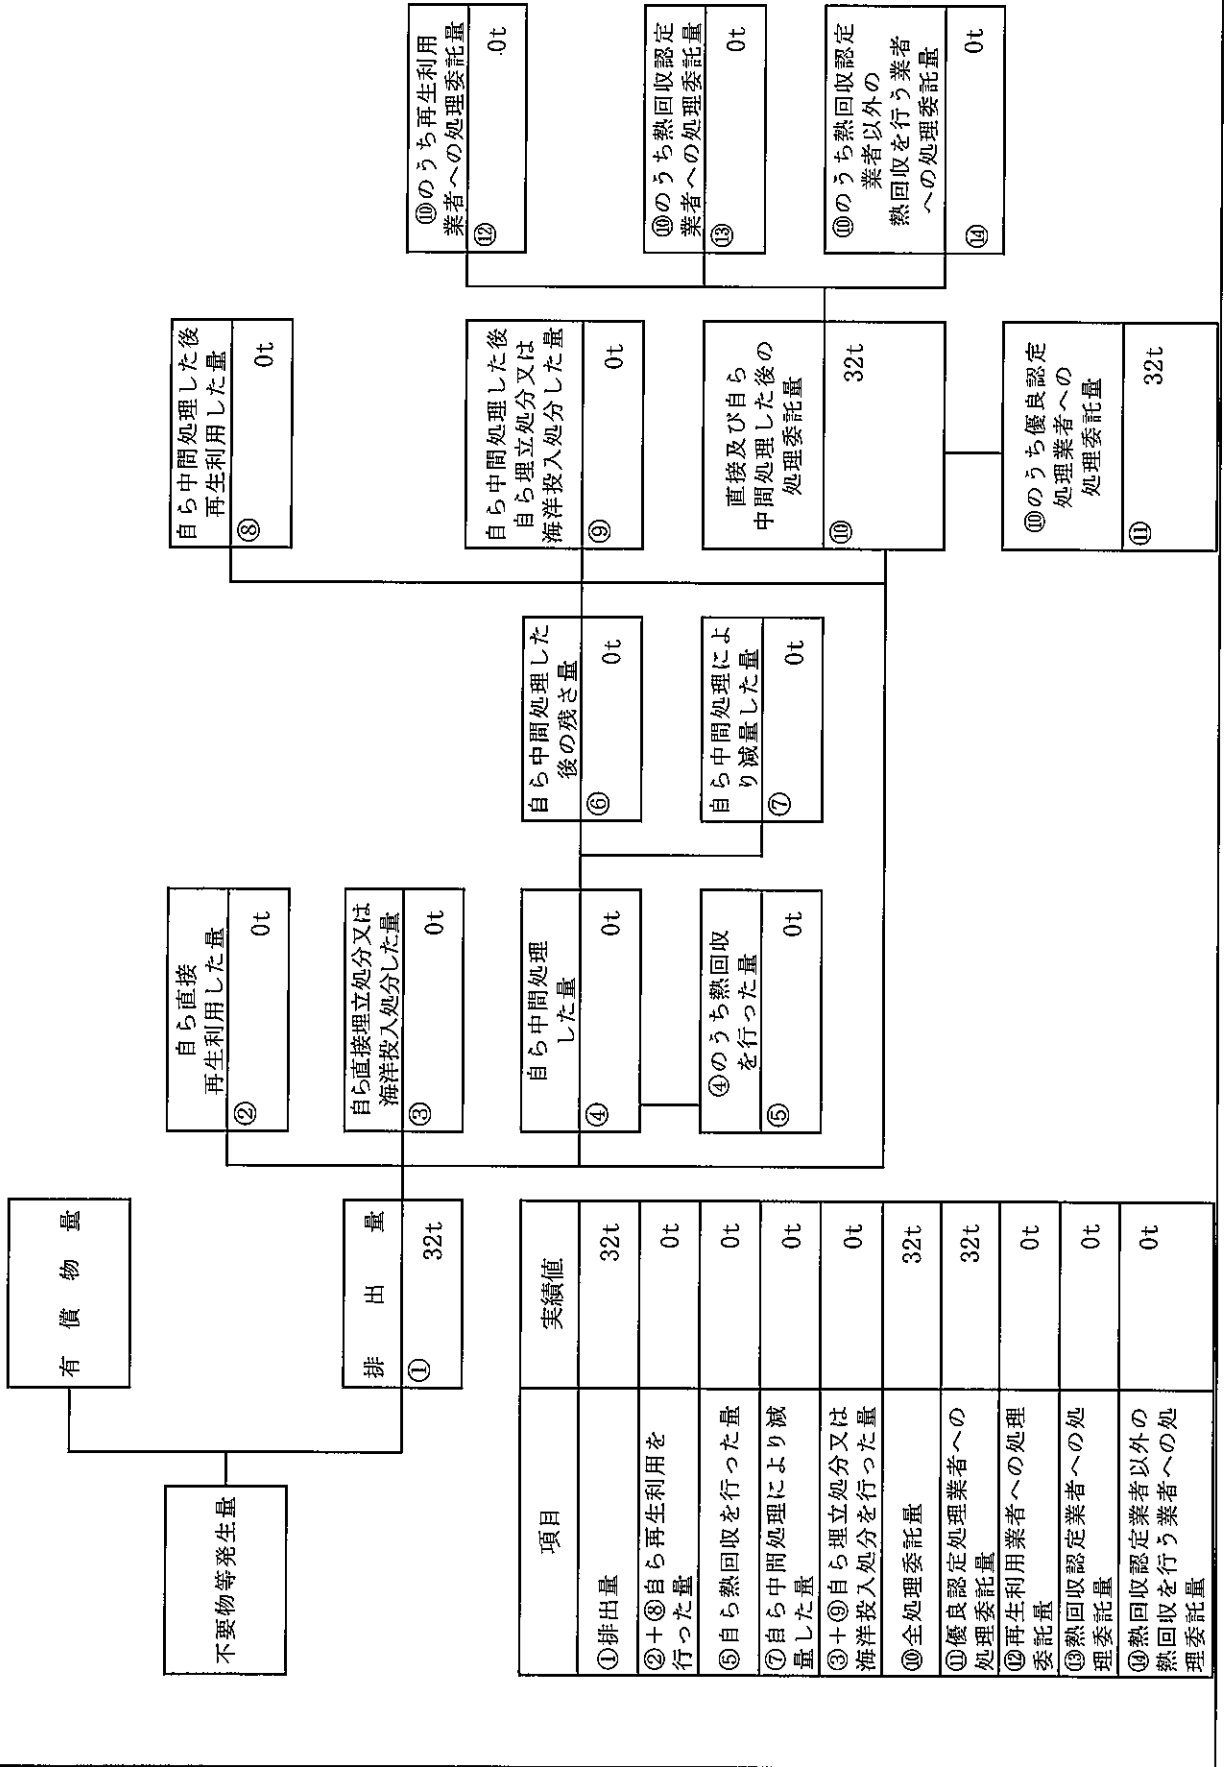 不要物等発生量
有償物量
排出量
① 32t
自ら直接
再生利用した量
② 0t
自ら直接埋立処分又は
海洋投入処分した量
③ 0t
自ら中間処理
した量
④ 0t
④のうち熱回収
を行った量
⑤ 0t
自ら中間処理した
後の残さ量
⑥ 0t
自ら中間処理によ
り減量した量
⑦ 0t
自ら中間処理した後
再生利用した量
⑧ 0t
自ら中間処理した後
自ら埋立処分又は
海洋投入処分した量
⑨ 0t
直接及び自ら
中間処理した後の
処理委託量
⑩ 32t
⑩のうち優良認定
処理業者への
処理委託量
⑪ 32t
⑩のうち再生利用
業者への処理委託量
⑫ 0t
⑩のうち熱回収認定
業者への処理委託量
⑬ 0t
⑩のうち熱回収認定
業者以外の
熱回収を行う業者
への処理委託量
⑭ 0t
項目 実績値
①排出量 32t
②＋⑧自ら再生利用を
行った量 0t
⑤自ら熱回収を行った量 0t
⑦自ら中間処理により減
量した量 0t
③＋⑨自ら埋立処分又は
海洋投入処分を行った量 0t
⑩全処理委託量 32t
⑪優良認定処理業者への
処理委託量 32t
⑫再生利用業者への処理
委託量 0t
⑬熱回収認定業者への処
理委託量 0t
⑭熱回収認定業者以外の
熱回収を行う業者への処
理委託量 0t